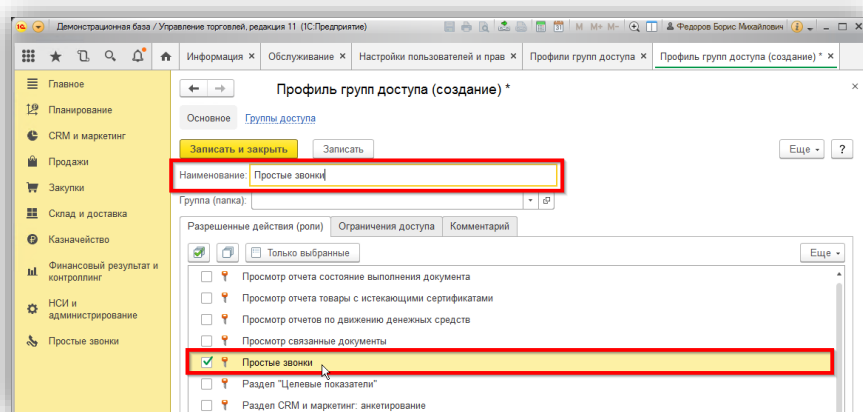 1С Демонстрационная база / Управление торговлей, редакция 11 (1С:Предприятие) M M+ M- Федоров Борис Михайлович
Информация × Обслуживание × Настройки пользователей и прав × Профили групп доступа × Профиль групп доступа (создание) * ×
Главное
Планирование
CRM и маркетинг
Продажи
Закупки
Склад и доставка
Казначейство
Финансовый результат и
контроллинг
НСИ и
администрирование
Простые звонки
Профиль групп доступа (создание) *
Основное Группы доступа
Записать и закрыть Записать Еще ?
Наименование: Простые звонки
Группа (папка):
Разрешенные действия (роли) Ограничения доступа Комментарий
Только выбранные Еще
Просмотр отчета состояние выполнения документа
Просмотр отчета товары с истекающими сертификатами
Просмотр отчетов по движению денежных средств
Просмотр связанные документы
Простые звонки
Раздел "Целевые показатели"
Раздел CRM и маркетинг: анкетирование